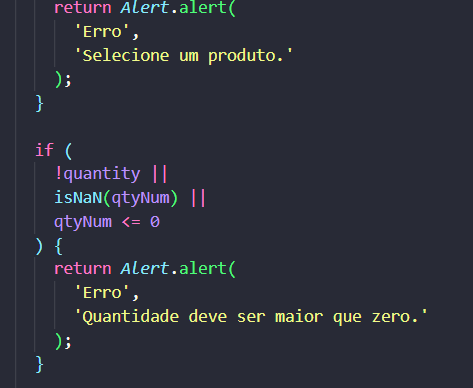 return Alert.alert(
'Erro',
'Selecione um produto.'
);
}
if (
!quantity ||
isNaN(qtyNum) ||
qtyNum <= 0
) {
return Alert.alert(
'Erro',
'Quantidade deve ser maior que zero.'
);
}